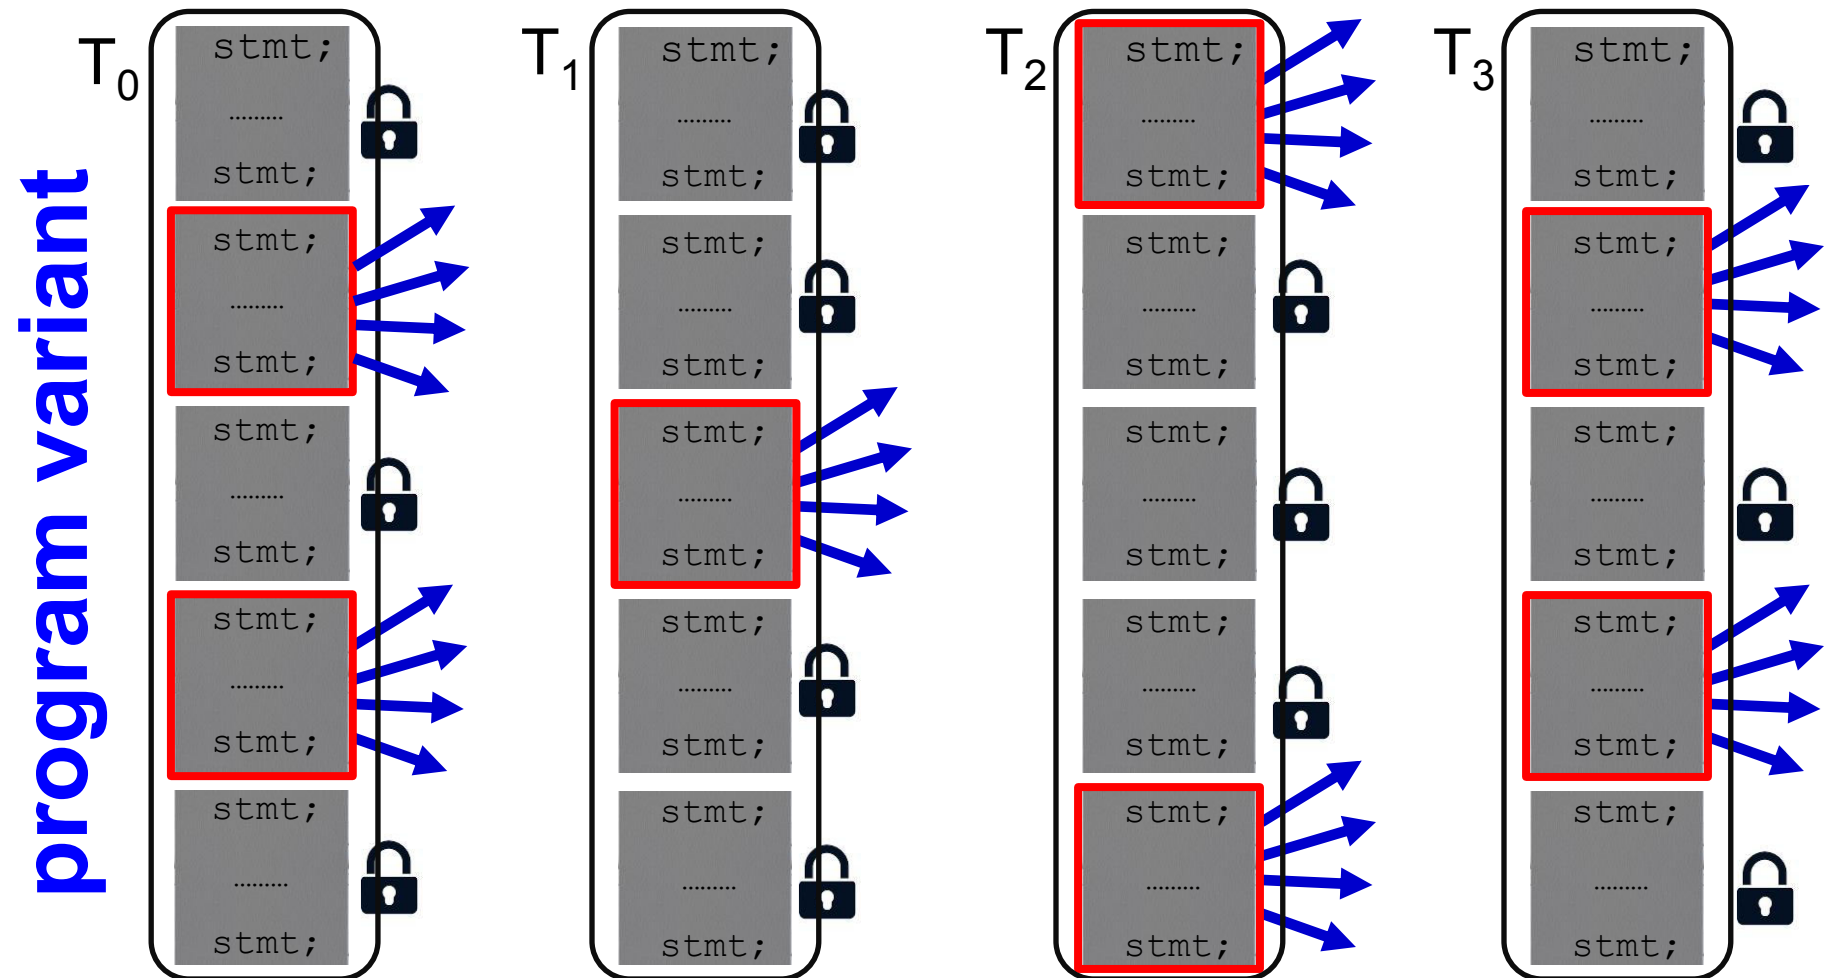 program variant
T0
stmt;
.........
stmt;
stmt;
.........
stmt;
stmt;
.........
stmt;
stmt;
.........
stmt;
stmt;
.........
stmt;
T1
stmt;
.........
stmt;
stmt;
.........
stmt;
stmt;
.........
stmt;
stmt;
.........
stmt;
stmt;
.........
stmt;
T2
stmt;
.........
stmt;
stmt;
.........
stmt;
stmt;
.........
stmt;
stmt;
.........
stmt;
stmt;
.........
stmt;
T3
stmt;
.........
stmt;
stmt;
.........
stmt;
stmt;
.........
stmt;
stmt;
.........
stmt;
stmt;
.........
stmt;